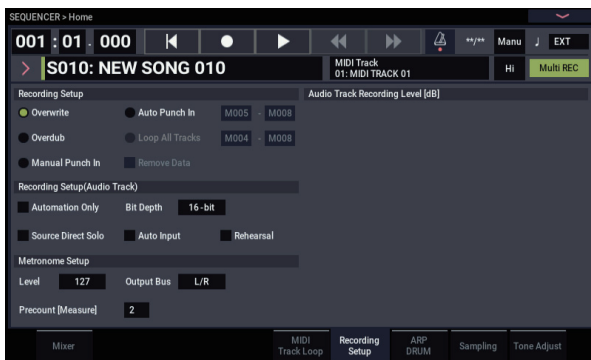 SEQUENCER > Home
001 : 01 . 000 **/** Manu ♩ EXT
S010: NEW SONG 010 MIDI Track Hi Multi REC
01: MIDI TRACK 01
Recording Setup Audio Track Recording Level [dB]
Overwrite Auto Punch In M005 - M008
Overdub Loop All Tracks M004 - M008
Manual Punch In Remove Data
Recording Setup(Audio Track)
Automation Only Bit Depth 16-bit
Source Direct Solo Auto Input Rehearsal
Metronome Setup
Level 127 Output Bus L/R
Precount [Measure] 2
Mixer MIDI Track Loop Recording Setup ARP DRUM Sampling Tone Adjust